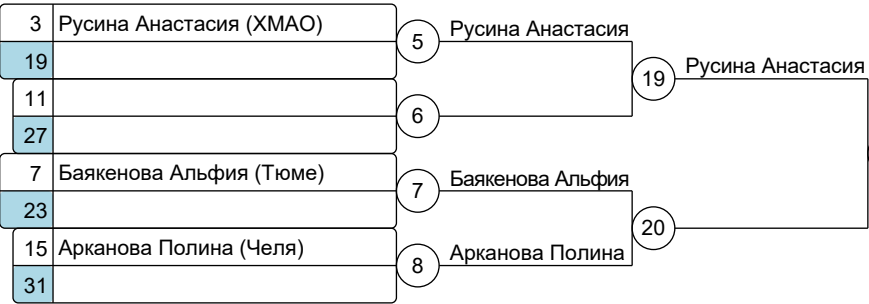 3 Русина Анастасия (ХМАО)
19
11
27
7 Баякенова Альфия (Тюме)
23
15 Арканова Полина (Челя)
31
5 Русина Анастасия
6
7 Баякенова Альфия
8 Арканова Полина
19 Русина Анастасия
20